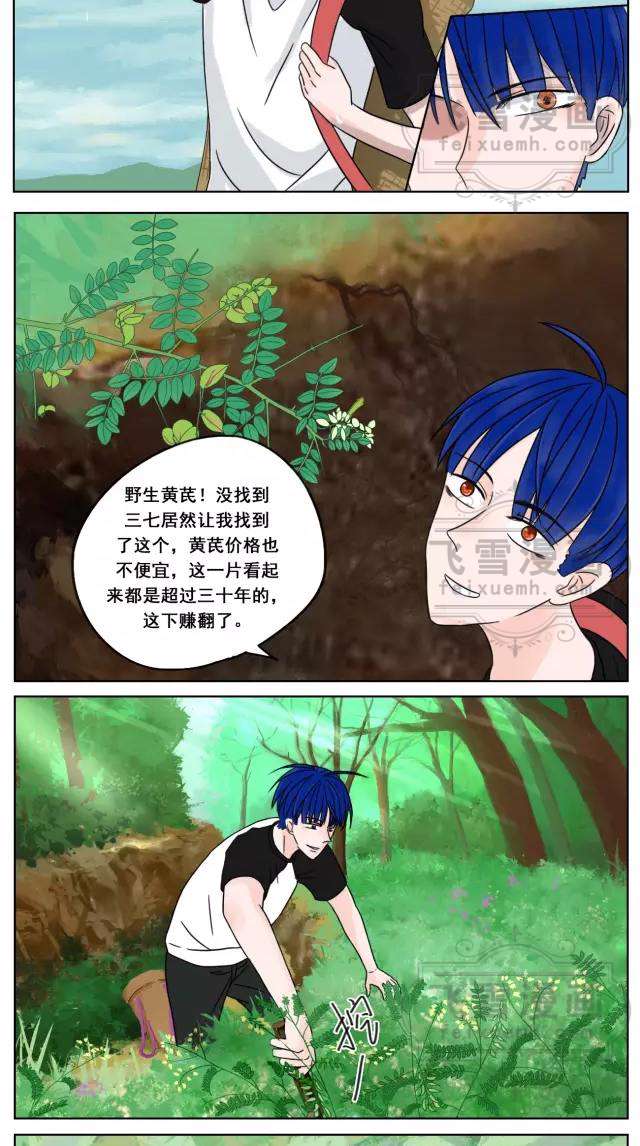 飞雪漫画
feixuemh.com
野生黄芪！没找到
三七居然让我找到
了这个，黄芪价格也
不便宜，这一片看起
来都是超过三十年的，
这下赚翻了。
飞雪漫画
feixuemh.com
挖
飞雪漫画
feixuemh.com